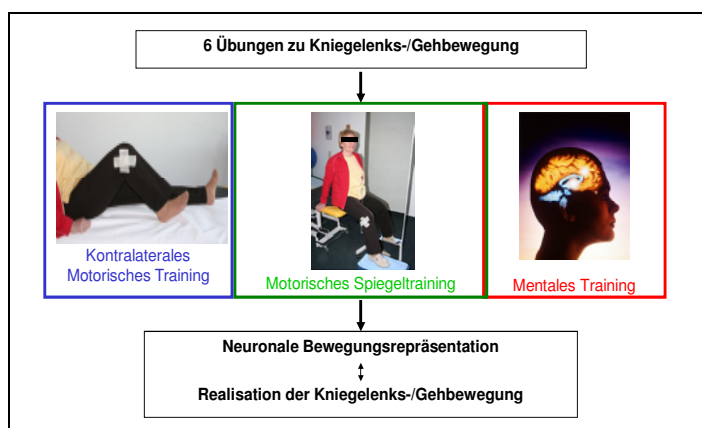 6 Übungen zu Kniegelenks-/Gehbewegung
Kontralaterales
Motorisches Training
Motorisches Spiegeltraining
Mentales Training
Neuronale Bewegungsrepräsentation
Realisation der Kniegelenks-/Gehbewegung